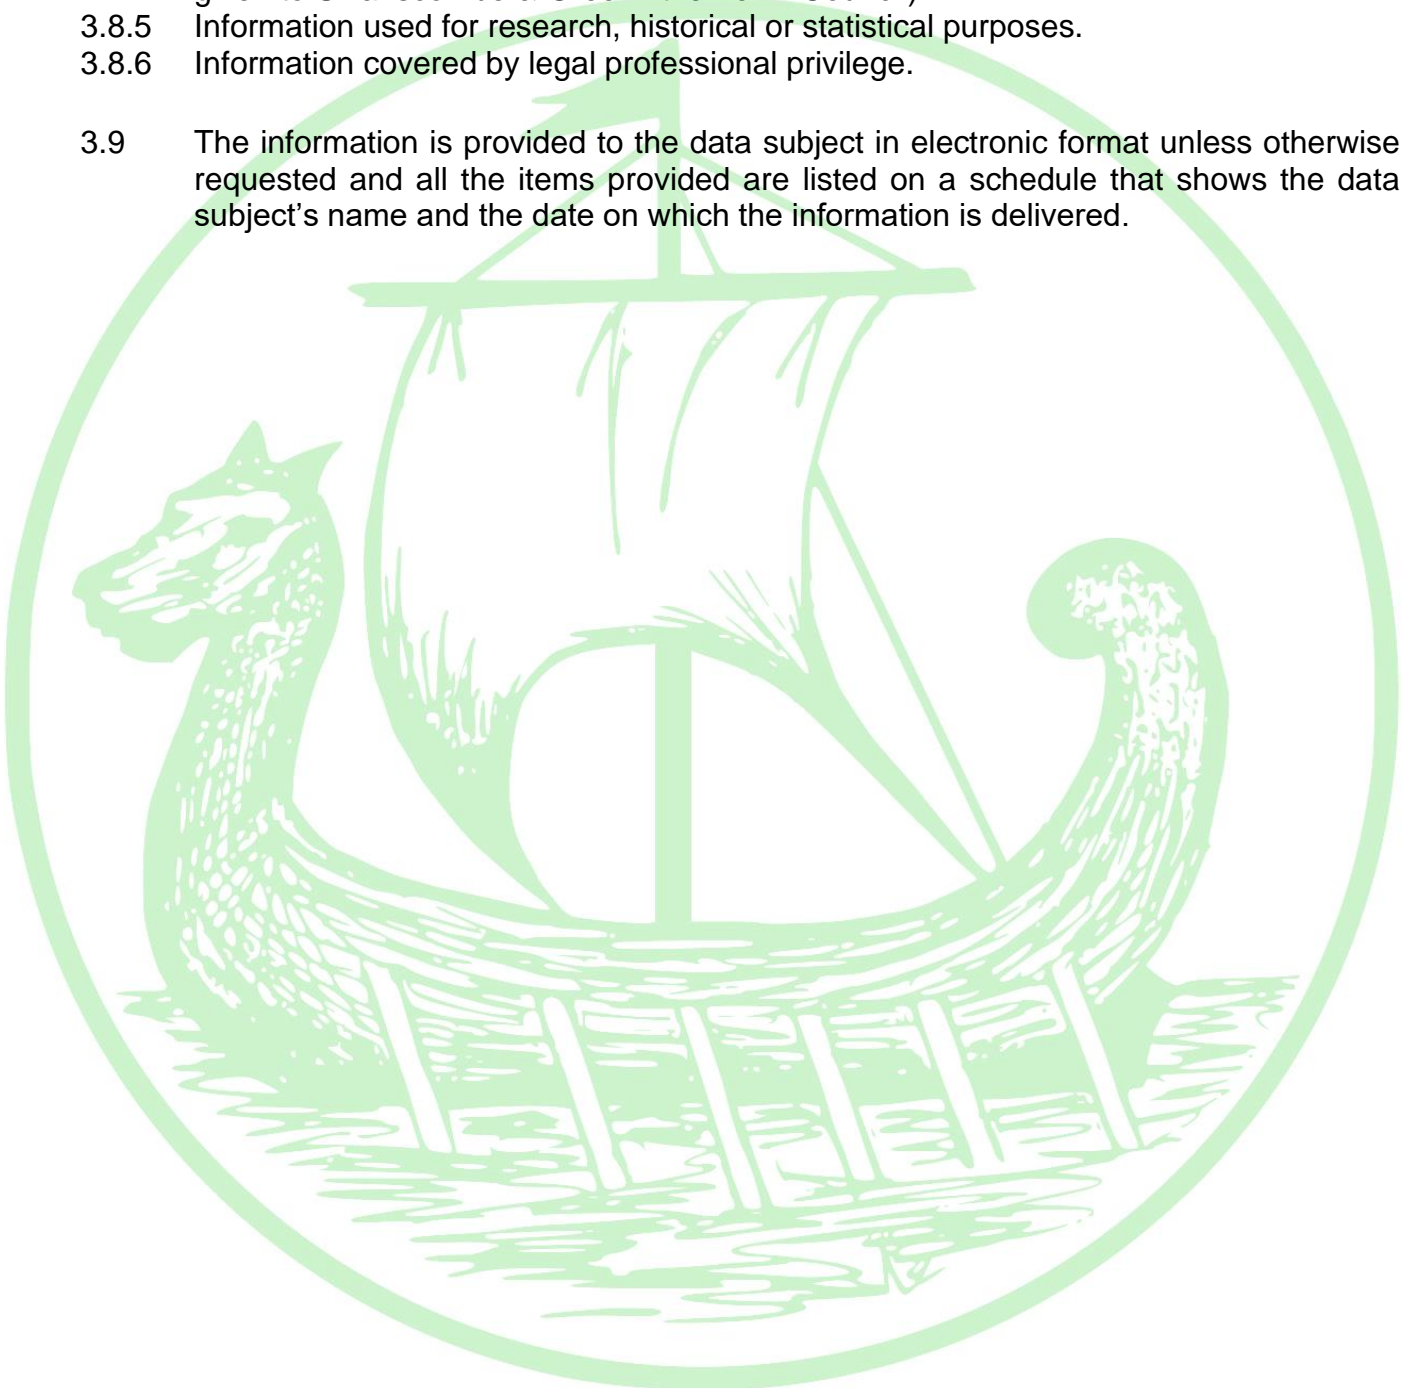 3.8.5 Information used for research, historical or statistical purposes.
3.8.6 Information covered by legal professional privilege.
3.9 The information is provided to the data subject in electronic format unless otherwise
requested and all the items provided are listed on a schedule that shows the data
subject's name and the date on which the information is delivered.